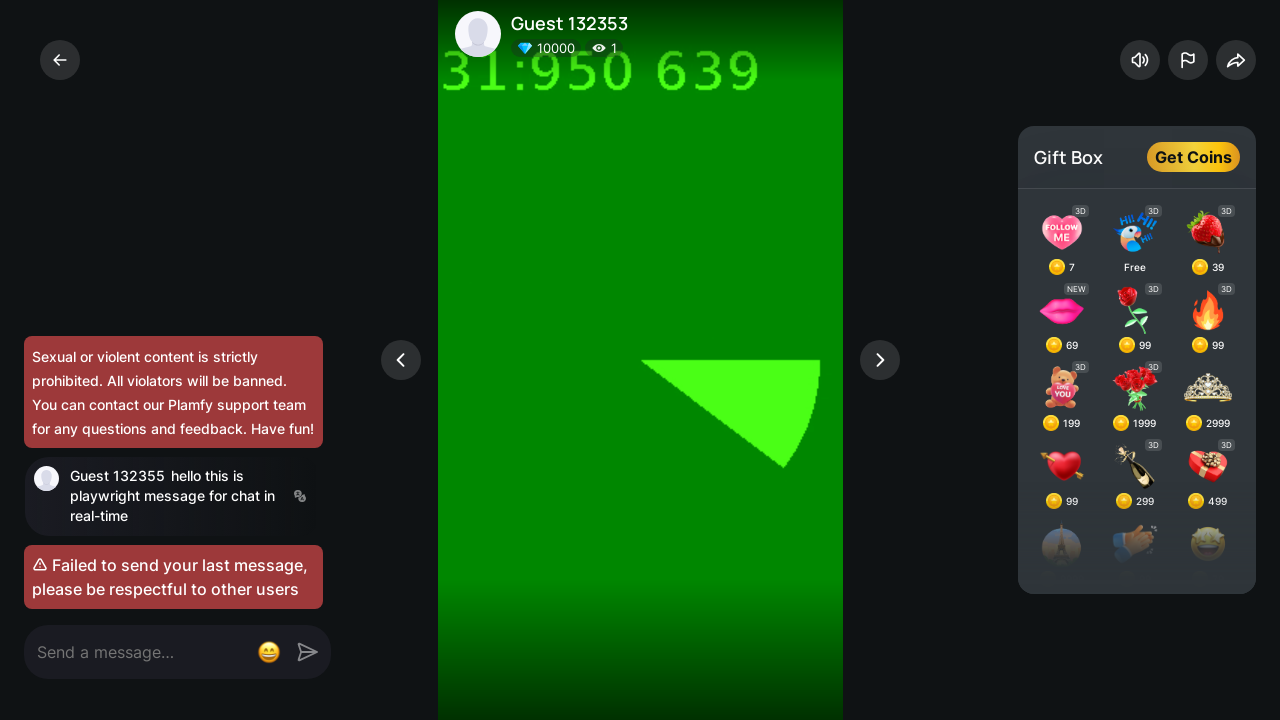 Guest 132353
10000 1
31:950 639
Gift Box
Get Coins
3D 3D 3D
FOLLOW ME
Hi! Hi! Hi!
7 Free 39
NEW 3D 3D
69 99 99
3D 3D
LOVE YOU
199 1999 2999
3D 3D
99 299 499
Sexual or violent content is strictly
prohibited. All violators will be banned.
You can contact our Plamfy support team
for any questions and feedback. Have fun!
Guest 132355 hello this is
playwright message for chat in
real-time
Failed to send your last message,
please be respectful to other users
Send a message...